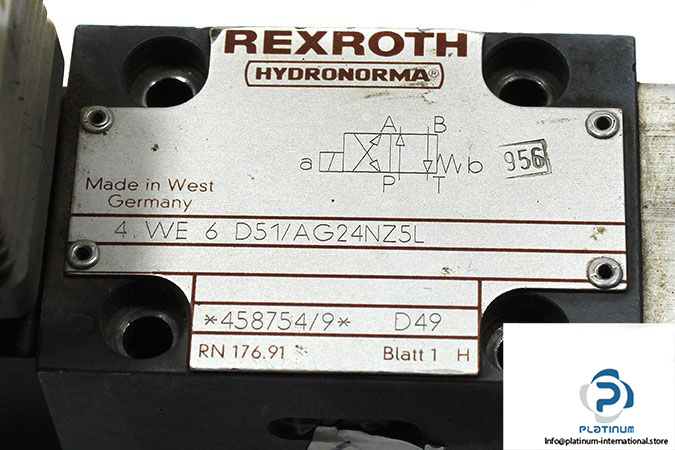 REXROTH
HYDRONORMA®
A B
a b
P T
956
Made in West
Germany
4 WE 6 D51/AG24NZ5L
*458754/9* D49
RN 176.91 Blatt 1 H
P
PLATINUM
Info@platinum-international.store